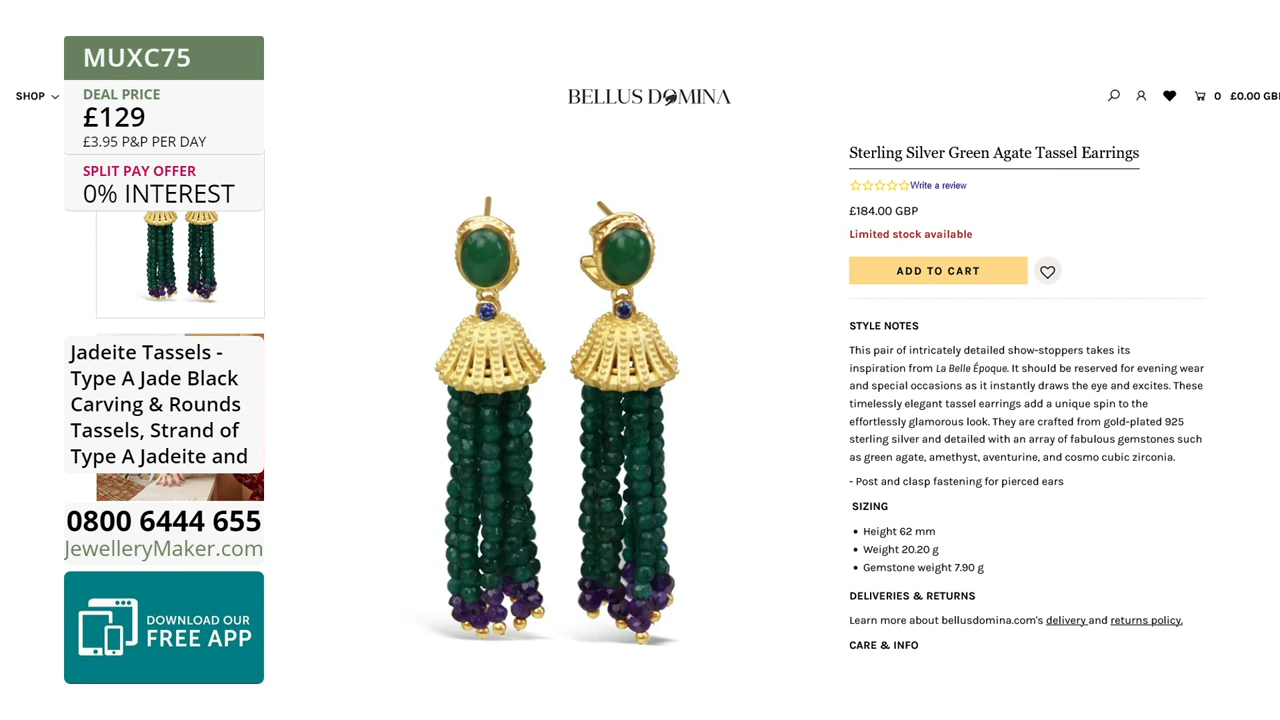 MUXC75
DEAL PRICE
£129
£3.95 P&P PER DAY
SPLIT PAY OFFER
0% INTEREST
Jadeite Tassels -
Type A Jade Black
Carving & Rounds
Tassels, Strand of
Type A Jadeite and
0800 6444 655
JewelleryMaker.com
DOWNLOAD OUR
FREE APP
SHOP
BELLUS DOMINA
0 £0.00 GB
Sterling Silver Green Agate Tassel Earrings
Write a review
£184.00 GBP
Limited stock available
ADD TO CART
STYLE NOTES
This pair of intricately detailed show-stoppers takes its
inspiration from La Belle Époque. It should be reserved for evening wear
and special occasions as it instantly draws the eye and excites. These
timelessly elegant tassel earrings add a unique spin to the
effortlessly glamorous look. They are crafted from gold-plated 925
sterling silver and detailed with an array of fabulous gemstones such
as green agate, amethyst, aventurine, and cosmo cubic zirconia.
- Post and clasp fastening for pierced ears
SIZING
• Height 62 mm
• Weight 20.20 g
• Gemstone weight 7.90 g
DELIVERIES & RETURNS
Learn more about bellusdomina.com's delivery and returns policy.
CARE & INFO